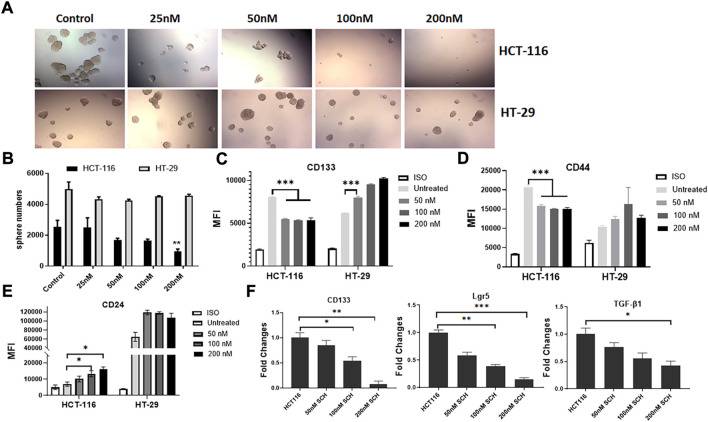 A
Control 25nM 50nM 100nM 200nM
HCT-116
HT-29
B
HCT-116 HT-29
sphere numbers
6000
4000
2000
0
**
Control 25nM 50nM 100nM 200nM
C
CD133
MFI
10000
5000
0
***
***
HCT-116 HT-29
ISO
Untreated
50 nM
100 nM
200 nM
D
CD44
MFI
25000
20000
15000
10000
5000
0
***
HCT-116 HT-29
ISO
Untreated
50 nM
100 nM
200 nM
E
CD24
MFI
120000
100000
80000
60000
40000
30000
20000
10000
0
*
*
HCT-116 HT-29
ISO
Untreated
50 nM
100 nM
200 nM
F
CD133
Fold Changes
1.5
1.0
0.5
0.0
**
*
HCT116 50nM SCH 100nM SCH 200nM SCH
Lgr5
Fold Changes
1.5
1.0
0.5
0.0
***
**
HCT116 50nM SCH 100nM SCH 200nM SCH
TGF-β1
Fold Changes
1.5
1.0
0.5
0.0
*
HCT116 50nM SCH 100nM SCH 200nM SCH